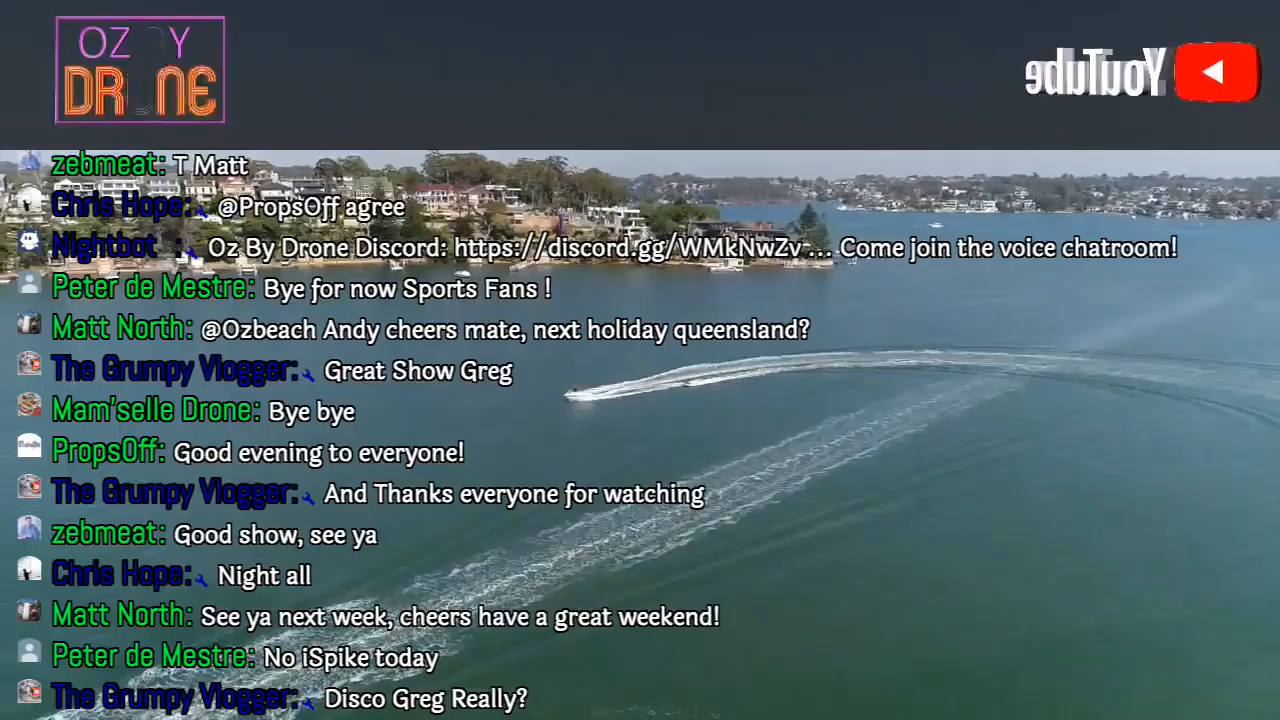 OZ Y
DR NE
YouTube
zebmeat: T Matt
Chris Hope: @PropsOff agree
Nightbot : Oz By Drone Discord: https://discord.gg/WMkNwZv ... Come join the voice chatroom!
Peter de Mestre: Bye for now Sports Fans !
Matt North: @Ozbeach Andy cheers mate, next holiday queensland?
The Grumpy Vlogger: Great Show Greg
Mam'selle Drone: Bye bye
PropsOff: Good evening to everyone!
The Grumpy Vlogger: And Thanks everyone for watching
zebmeat: Good show, see ya
Chris Hope: Night all
Matt North: See ya next week, cheers have a great weekend!
Peter de Mestre: No iSpike today
The Grumpy Vlogger: Disco Greg Really?